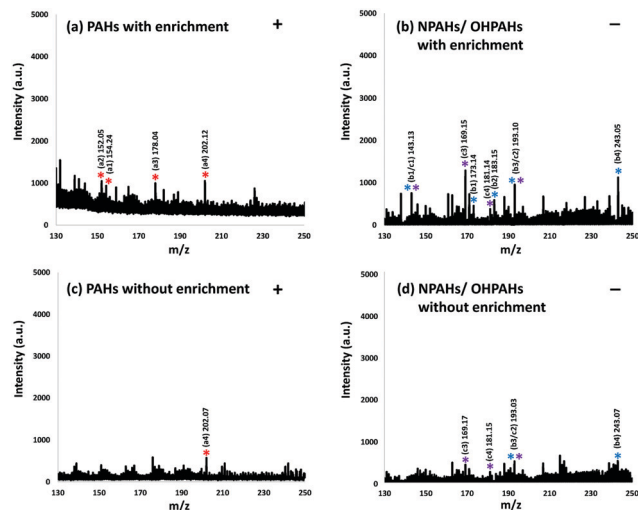 (a) PAHs with enrichment +
Intensity (a.u.)
5000
4000
3000
2000
1000
0
(a2) 152.05
(a1) 154.24
(a3) 178.04
(a4) 202.12
* * * *
130 150 170 190 210 230 250
m/z
(b) NPAHs/ OHPAHs −
with enrichment
Intensity (a.u.)
5000
4000
3000
2000
1000
0
(b1/c1) 143.13
(c3) 169.15
(b1) 173.14
(c4) 181.14
(b2) 183.15
(b3/c2) 193.10
(b4) 243.05
* * * * * * * * *
130 150 170 190 210 230 250
m/z
(c) PAHs without enrichment +
Intensity (a.u.)
5000
4000
3000
2000
1000
0
(a4) 202.07
*
130 150 170 190 210 230 250
m/z
(d) NPAHs/ OHPAHs −
without enrichment
Intensity (a.u.)
5000
4000
3000
2000
1000
0
(c3) 169.17
(c4) 181.15
(b3/c2) 193.03
(b4) 243.07
* * * * *
130 150 170 190 210 230 250
m/z